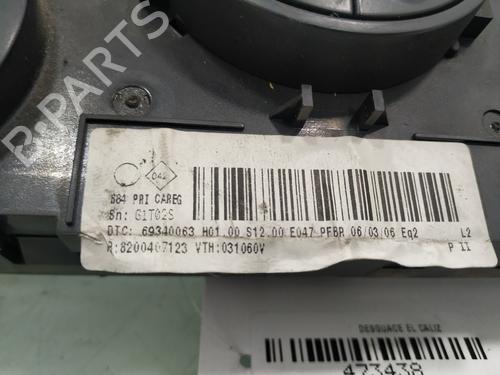 B-PARTS
042
S84 PRI CAREG
Sn: G1T02S
DTC: 69340063 H01.00 S12.00 E047 PFBR 06/03/06 Eq2 L2
R:8200407123 VTH:031060V P II
DESGUACE EL CALIZ
473438